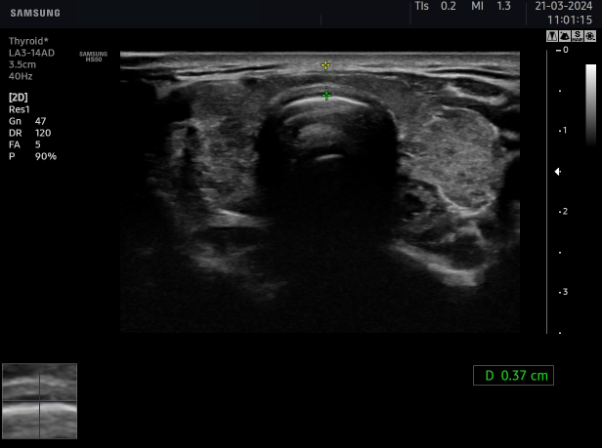 SAMSUNG
TIs 0.2 MI 1.3
21-03-2024
11:01:15
Thyroid*
LA3-14AD
3.5cm
40Hz
SAMSUNG
HS60
[2D]
Res1
Gn 47
DR 120
FA 5
P 90%
0
1
2
3
D 0.37 cm